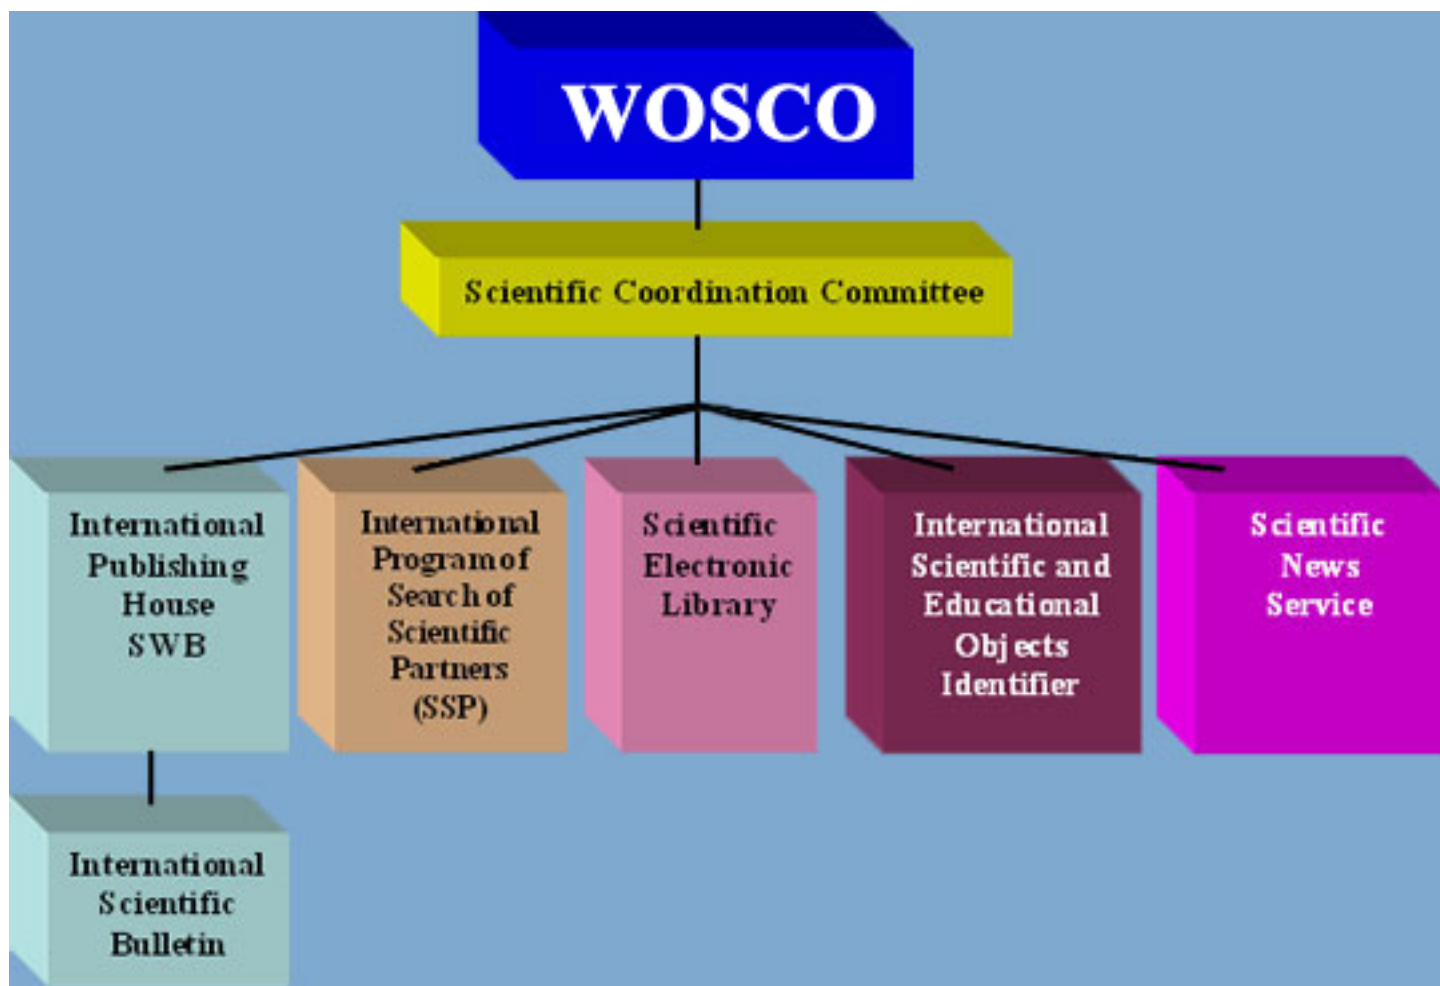 WOSCO
Scientific Coordination Committee
International
Publishing
House
SWB
International
Program of
Search of
Scientific
Partners
(SSP)
Scientific
Electronic
Library
International
Scientific and
Educational
Objects
Identifier
Scientific
News
Service
International
Scientific
Bulletin